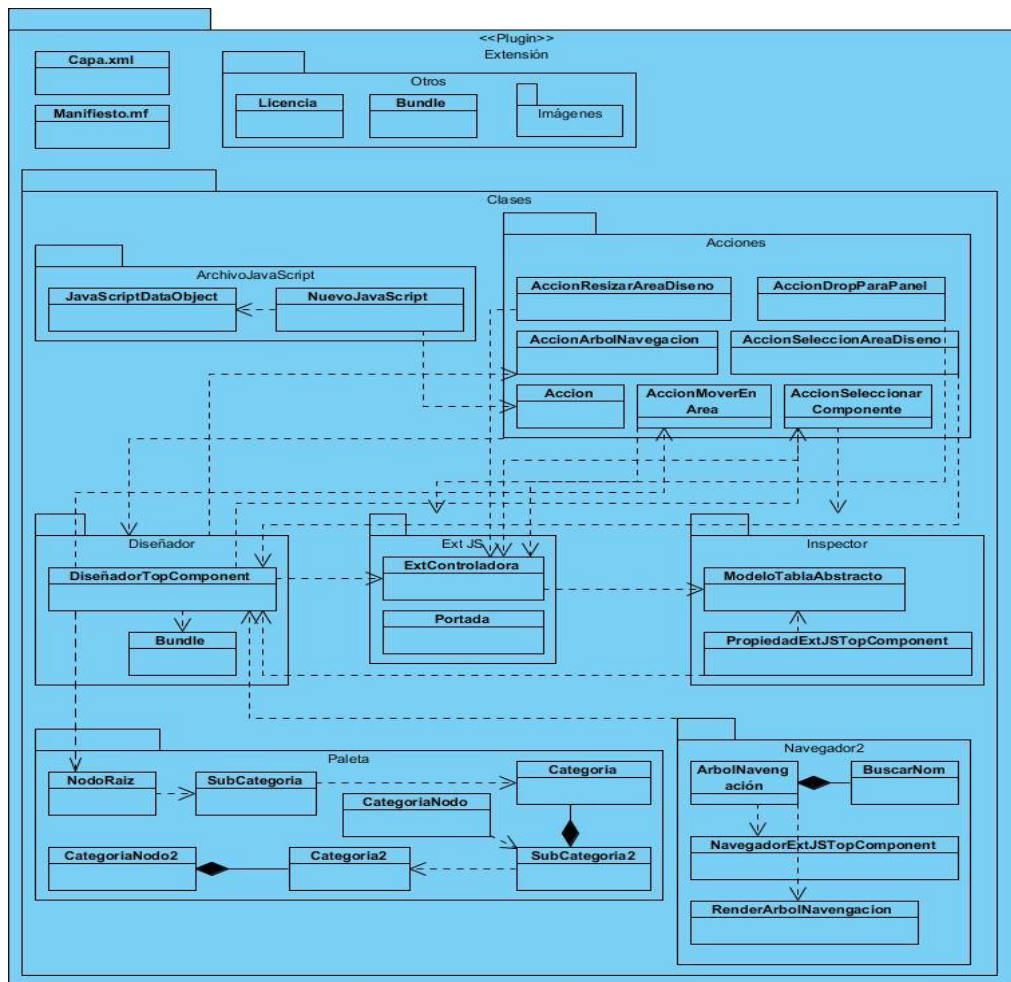 <<Plugin>>
Extensión
Capa.xml
Manifiesto.mf
Otros
Licencia
Bundle
Imágenes
Clases
ArchivoJavaScript
JavaScriptDataObject
NuevoJavaScript
Acciones
AccionResizarAreaDiseno
AccionDropParaPanel
AccionArbolNavegacion
AccionSeleccionAreaDiseno
Accion
AccionMoverEn
Area
AccionSeleccionar
Componente
Diseñador
DiseñadorTopComponent
Bundle
Ext JS
ExtControladora
Portada
Inspector
ModeloTablaAbstracto
PropiedadExtJSTopComponent
Paleta
NodoRaiz
SubCategoria
Categoria
CategoriaNodo
CategoriaNodo2
Categoria2
SubCategoria2
Navegador2
ArbolNaveng
ación
BuscarNom
NavegadorExtJSTopComponent
RenderArbolNavengacion